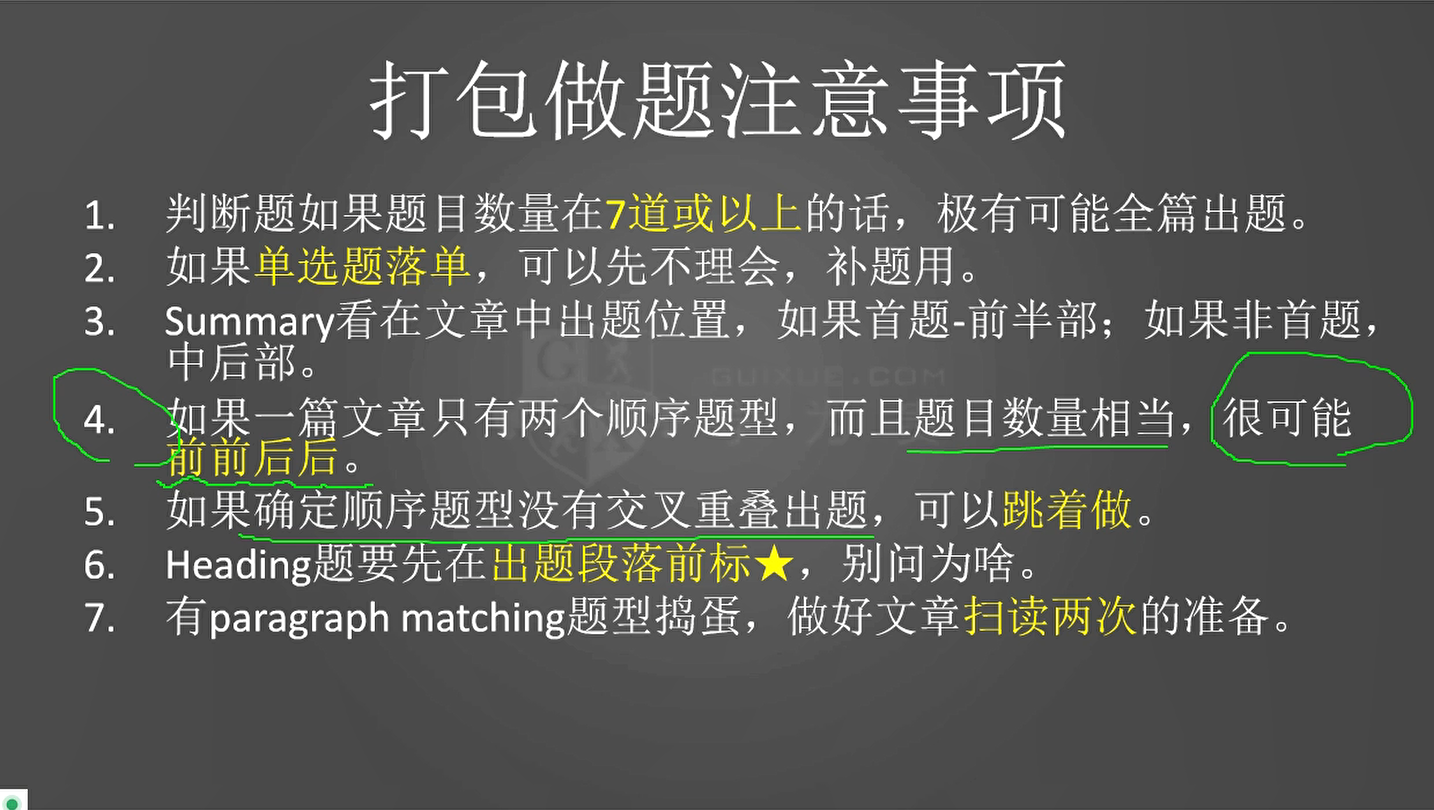 打包做题注意事项
1. 判断题如果题目数量在7道或以上的话，极有可能全篇出题。
2. 如果单选题落单，可以先不理会，补题用。
3. Summary看在文章中出题位置，如果首题-前半部；如果非首题，
中后部。
4. 如果一篇文章只有两个顺序题型，而且题目数量相当，很可能
前前后后。
5. 如果确定顺序题型没有交叉重叠出题，可以跳着做。
6. Heading题要先在出题段落前标★，别问为啥。
7. 有paragraph matching题型捣蛋，做好文章扫读两次的准备。
GUIXUE.COM